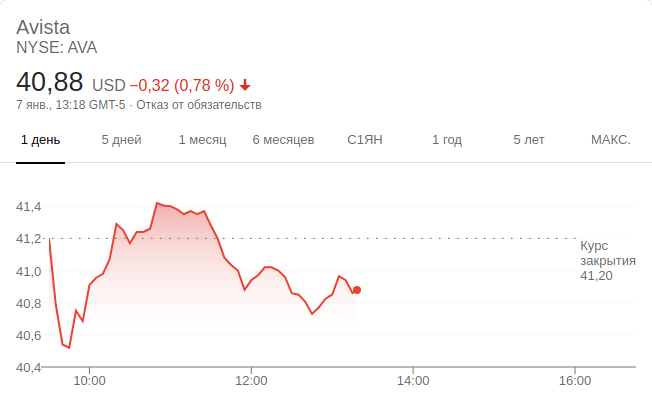 Avista
NYSE: AVA
40,88 USD −0,32 (0,78 %)
7 янв., 13:18 GMT-5 · Отказ от обязательств
1 день 5 дней 1 месяц 6 месяцев С1ЯН 1 год 5 лет МАКС.
41,4
41,2
41,0
40,8
40,6
40,4
Курс
закрытия
41,20
10:00 12:00 14:00 16:00